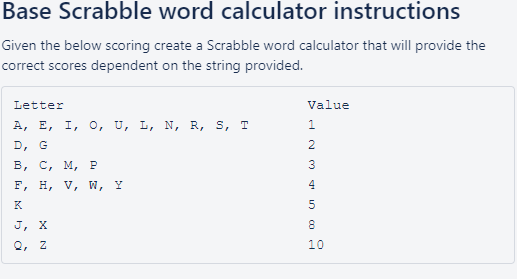 Base Scrabble word calculator instructions
Given the below scoring create a Scrabble word calculator that will provide the
correct scores dependent on the string provided.
Letter Value
A, E, I, O, U, L, N, R, S, T 1
D, G 2
B, C, M, P 3
F, H, V, W, Y 4
K 5
J, X 8
Q, Z 10